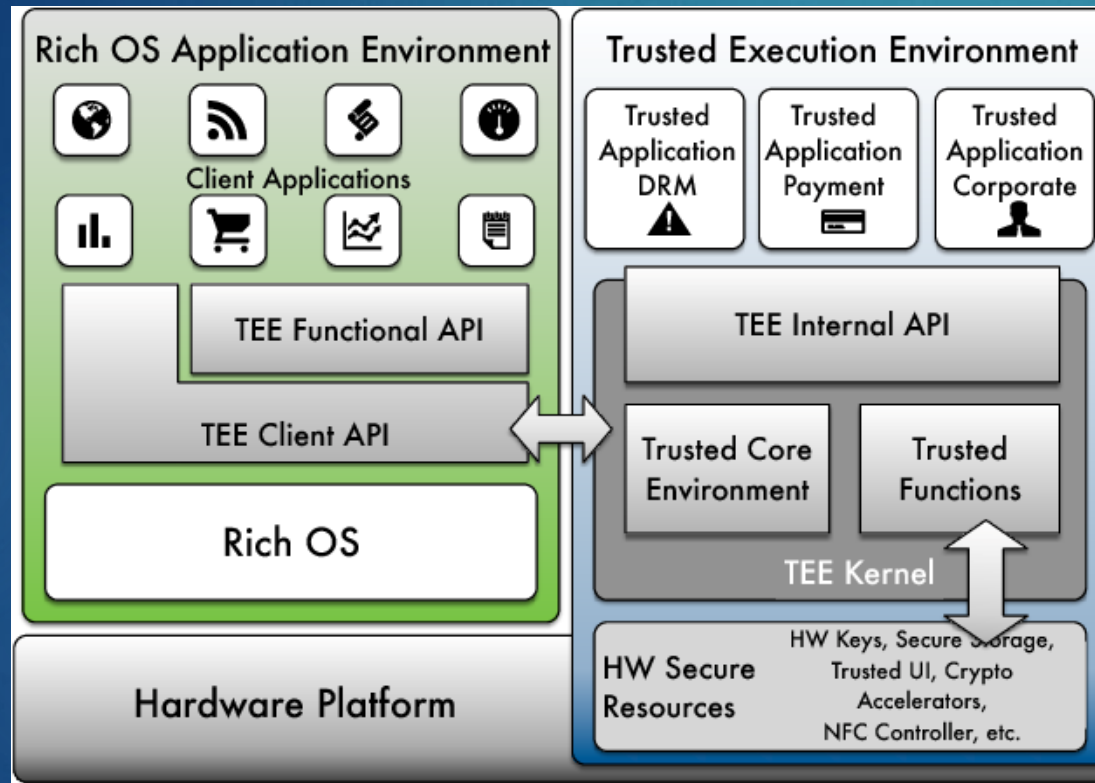 Rich OS Application Environment
Client Applications
TEE Functional API
TEE Client API
Rich OS
Hardware Platform
Trusted Execution Environment
Trusted
Application
DRM
Trusted
Application
Payment
Trusted
Application
Corporate
TEE Internal API
Trusted Core
Environment
Trusted
Functions
TEE Kernel
HW Secure
Resources
HW Keys, Secure Storage,
Trusted UI, Crypto
Accelerators,
NFC Controller, etc.